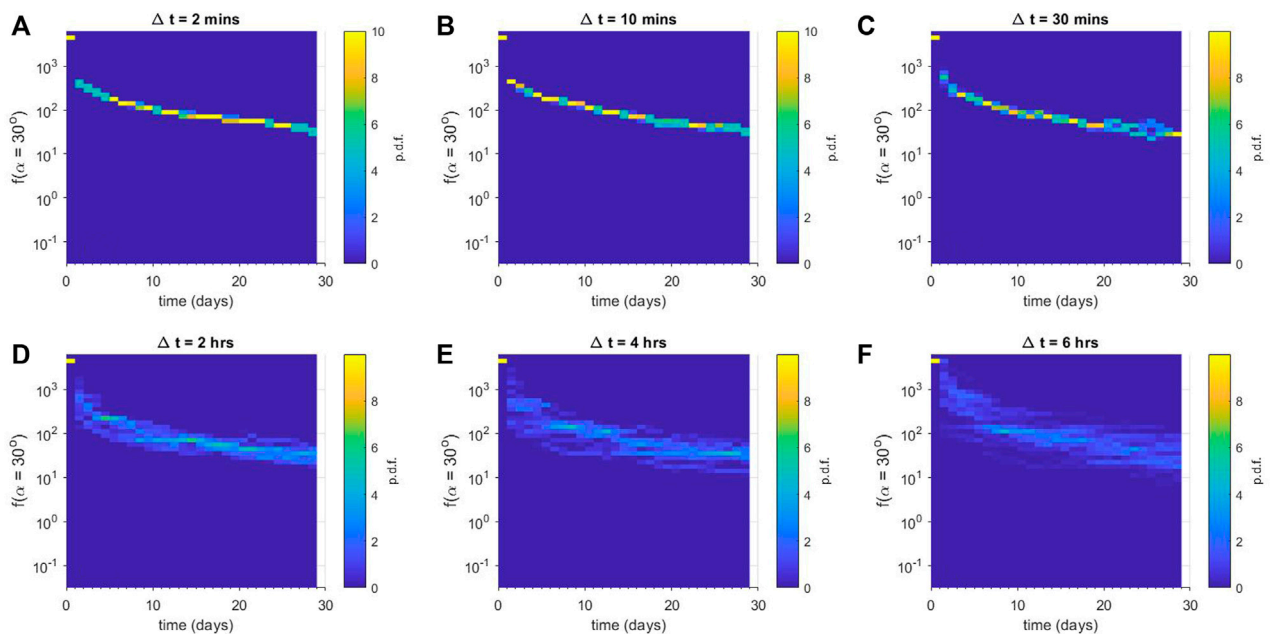 A
Δ t = 2 mins
f(α = 30°)
10³
10²
10¹
10⁰
10⁻¹
0 10 20 30
time (days)
10
8
6
4
2
0
p.d.f.
B
Δ t = 10 mins
f(α = 30°)
10³
10²
10¹
10⁰
10⁻¹
0 10 20 30
time (days)
10
8
6
4
2
0
p.d.f.
C
Δ t = 30 mins
f(α = 30°)
10³
10²
10¹
10⁰
10⁻¹
0 10 20 30
time (days)
8
6
4
2
0
p.d.f.
D
Δ t = 2 hrs
f(α = 30°)
10³
10²
10¹
10⁰
10⁻¹
0 10 20 30
time (days)
8
6
4
2
0
p.d.f.
E
Δ t = 4 hrs
f(α = 30°)
10³
10²
10¹
10⁰
10⁻¹
0 10 20 30
time (days)
8
6
4
2
0
p.d.f.
F
Δ t = 6 hrs
f(α = 30°)
10³
10²
10¹
10⁰
10⁻¹
0 10 20 30
time (days)
8
6
4
2
0
p.d.f.